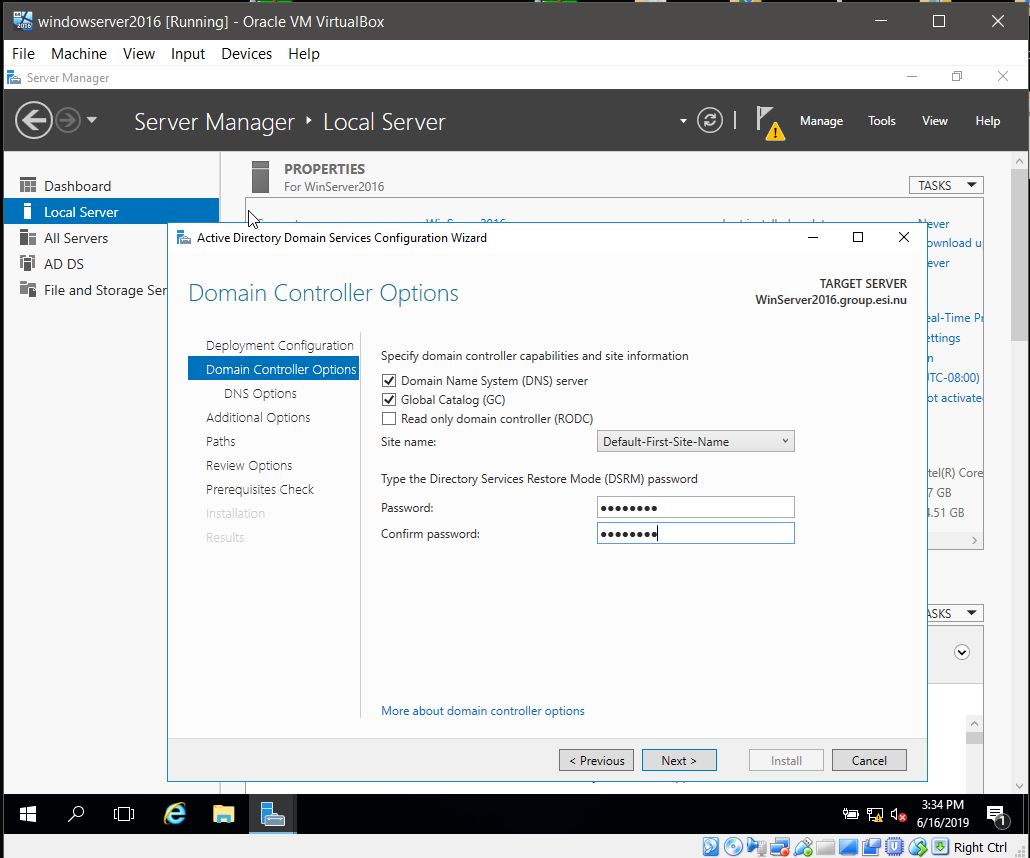 windowserver2016 [Running] - Oracle VM VirtualBox
File Machine View Input Devices Help
Server Manager
Server Manager Local Server
Manage Tools View Help
Dashboard
Local Server
All Servers
AD DS
File and Storage Ser
PROPERTIES
For WinServer2016
TASKS
Never
ownload u
ever
eal-Time Pr
ettings
n
UTC-08:00)
ot activate
tel(R) Core
7 GB
4.51 GB
ASKS
Active Directory Domain Services Configuration Wizard
Domain Controller Options
TARGET SERVER
WinServer2016.group.esi.nu
Deployment Configuration
Domain Controller Options
DNS Options
Additional Options
Paths
Review Options
Prerequisites Check
Installation
Results
Specify domain controller capabilities and site information
Domain Name System (DNS) server
Global Catalog (GC)
Read only domain controller (RODC)
Site name: Default-First-Site-Name
Type the Directory Services Restore Mode (DSRM) password
Password: ●●●●●●●●
Confirm password: ●●●●●●●●
More about domain controller options
< Previous Next > Install Cancel
3:34 PM
6/16/2019
1
Right Ctrl